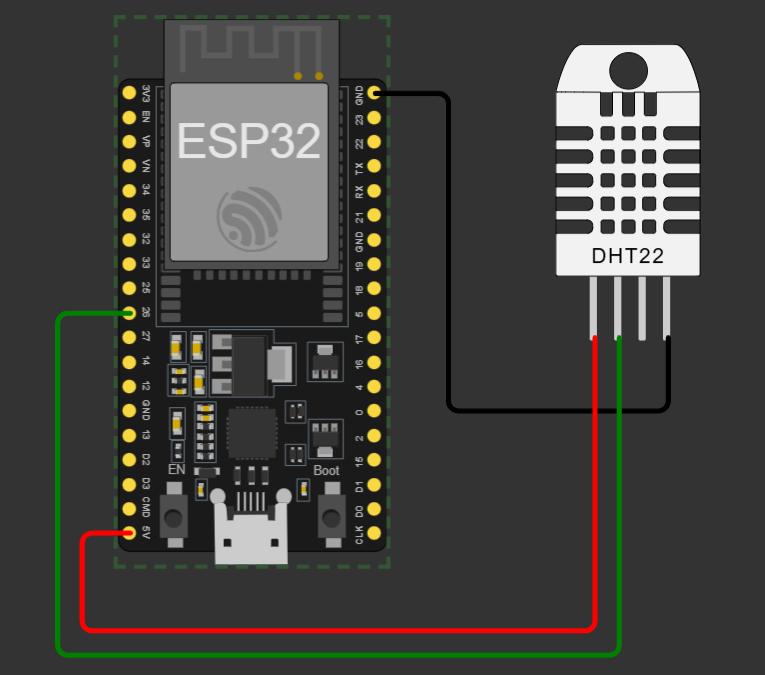 3V3
EN
VP
VN
34
35
32
33
25
26
27
14
12
GND
13
D2
D3
CMD
5V
ESP32
EN
Boot
GND
23
22
TX
RX
21
GND
19
18
5
17
16
4
0
2
15
D1
D0
CLK
DHT22